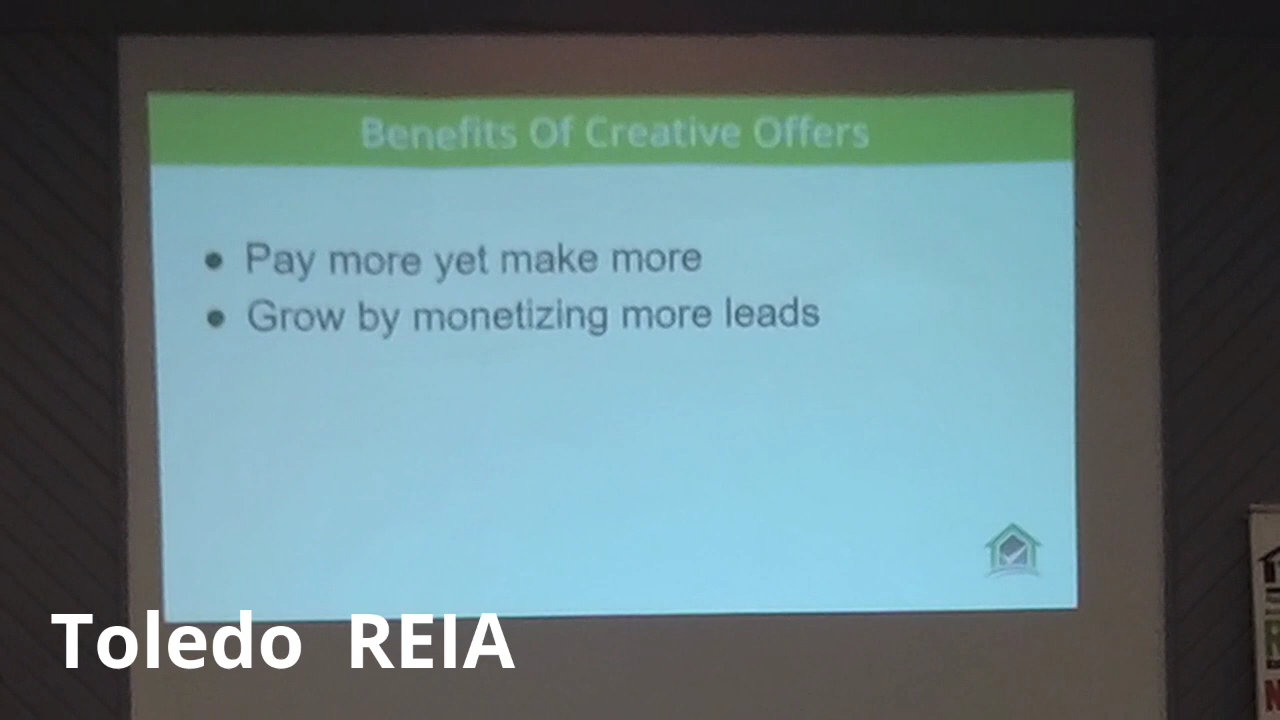 Benefits Of Creative Offers
Pay more yet make more
Grow by monetizing more leads
Toledo REIA